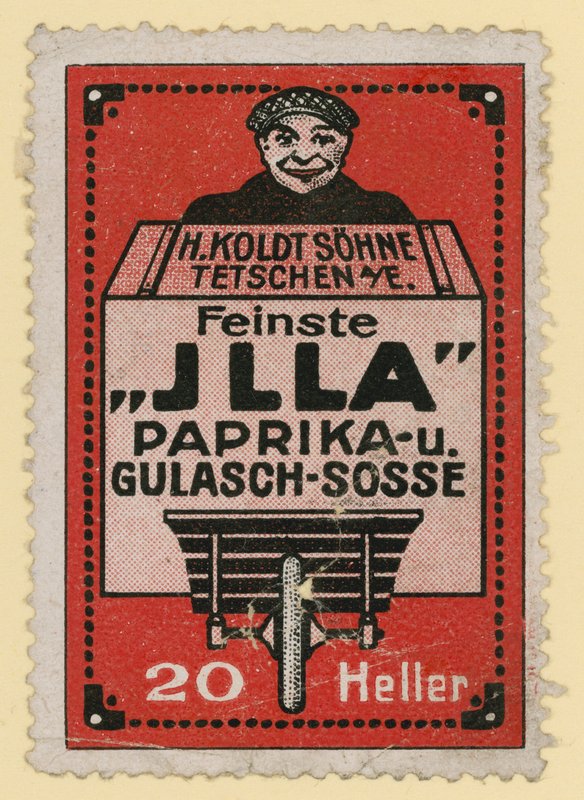 H. KOLDT SÖHNE
TETSCHEN A/E.
Feinste
„JLLA”
PAPRIKA-u.
GULASCH-SOSSE
20 Heller